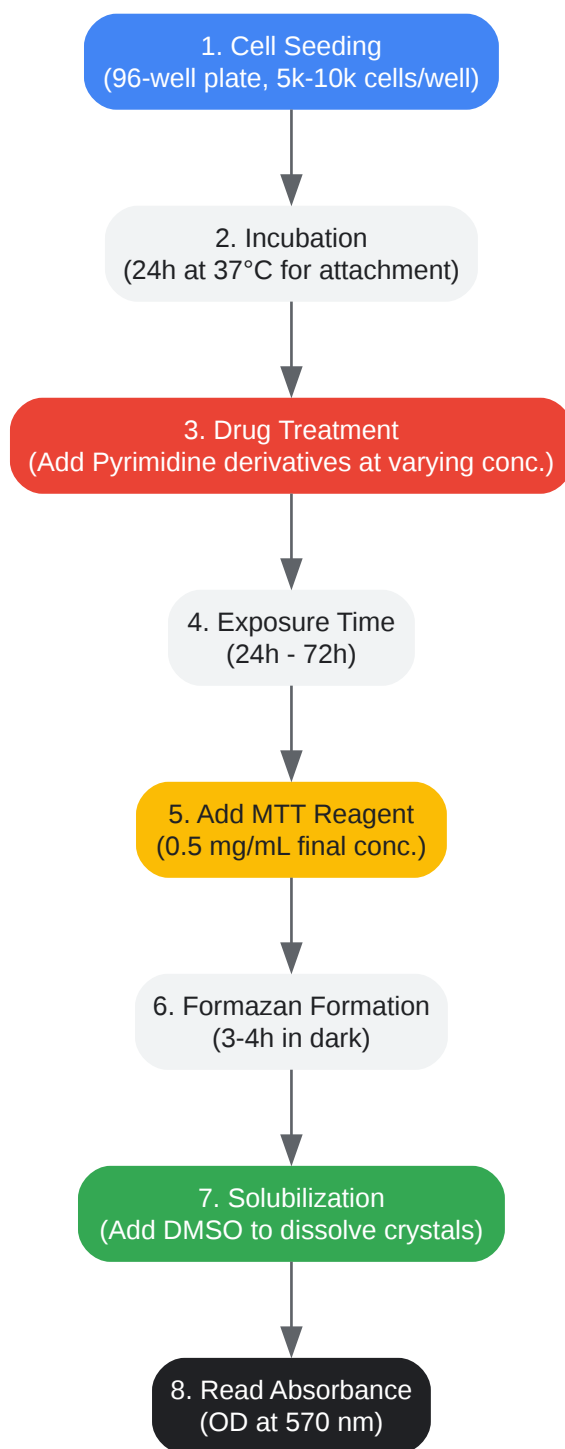 1. Cell Seeding
(96-well plate, 5k-10k cells/well)
2. Incubation
(24h at 37°C for attachment)
3. Drug Treatment
(Add Pyrimidine derivatives at varying conc.)
4. Exposure Time
(24h - 72h)
5. Add MTT Reagent
(0.5 mg/mL final conc.)
6. Formazan Formation
(3-4h in dark)
7. Solubilization
(Add DMSO to dissolve crystals)
8. Read Absorbance
(OD at 570 nm)